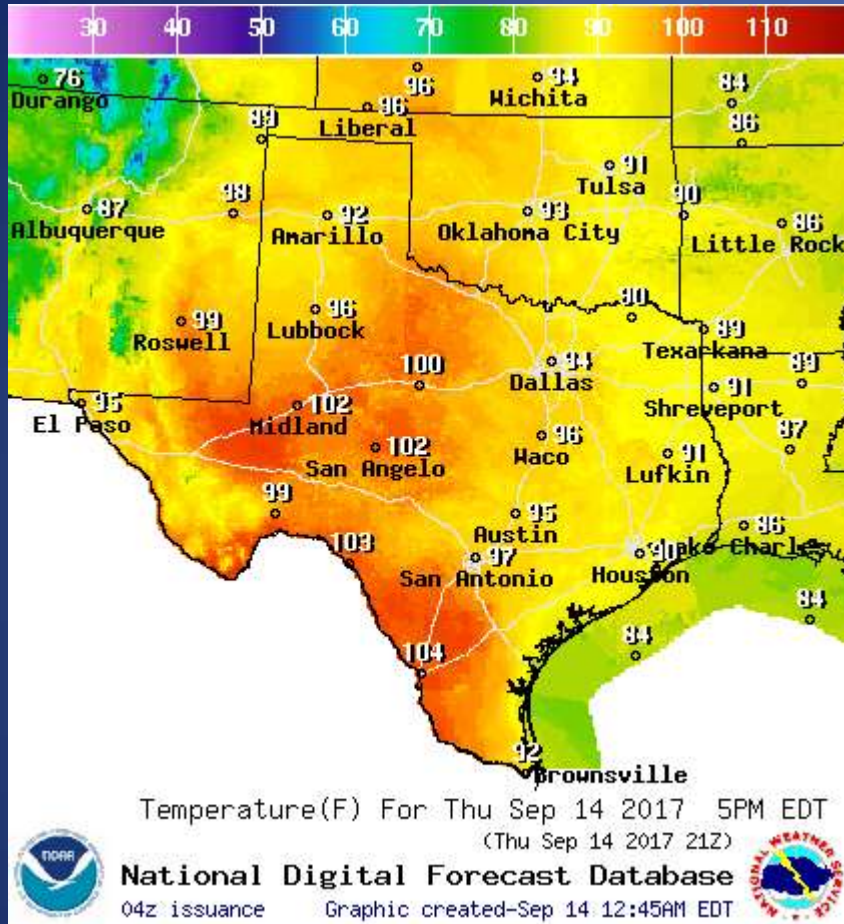 30 40 50 60 70 80 90 100 110
76
Durango
96
94
Wichita
84
96
Liberal
89
86
91
Tulsa
87
Albuquerque
98
92
Amarillo
93
Oklahoma City
90
86
Little Rock
99
Roswell
96
Lubbock
90
89
Texarkana
100
94
Dallas
91
Shreveport
89
95
El Paso
102
Midland
102
San Angelo
96
Waco
91
Lufkin
87
99
95
Austin
86
Lake Charles
103
97
San Antonio
90
Houston
84
84
104
92
Brownsville
Temperature(F) For Thu Sep 14 2017 5PM EDT
(Thu Sep 14 2017 21Z)
NOAA
NATIONAL WEATHER SERVICE
National Digital Forecast Database
04z issuance Graphic created-Sep 14 12:45AM EDT